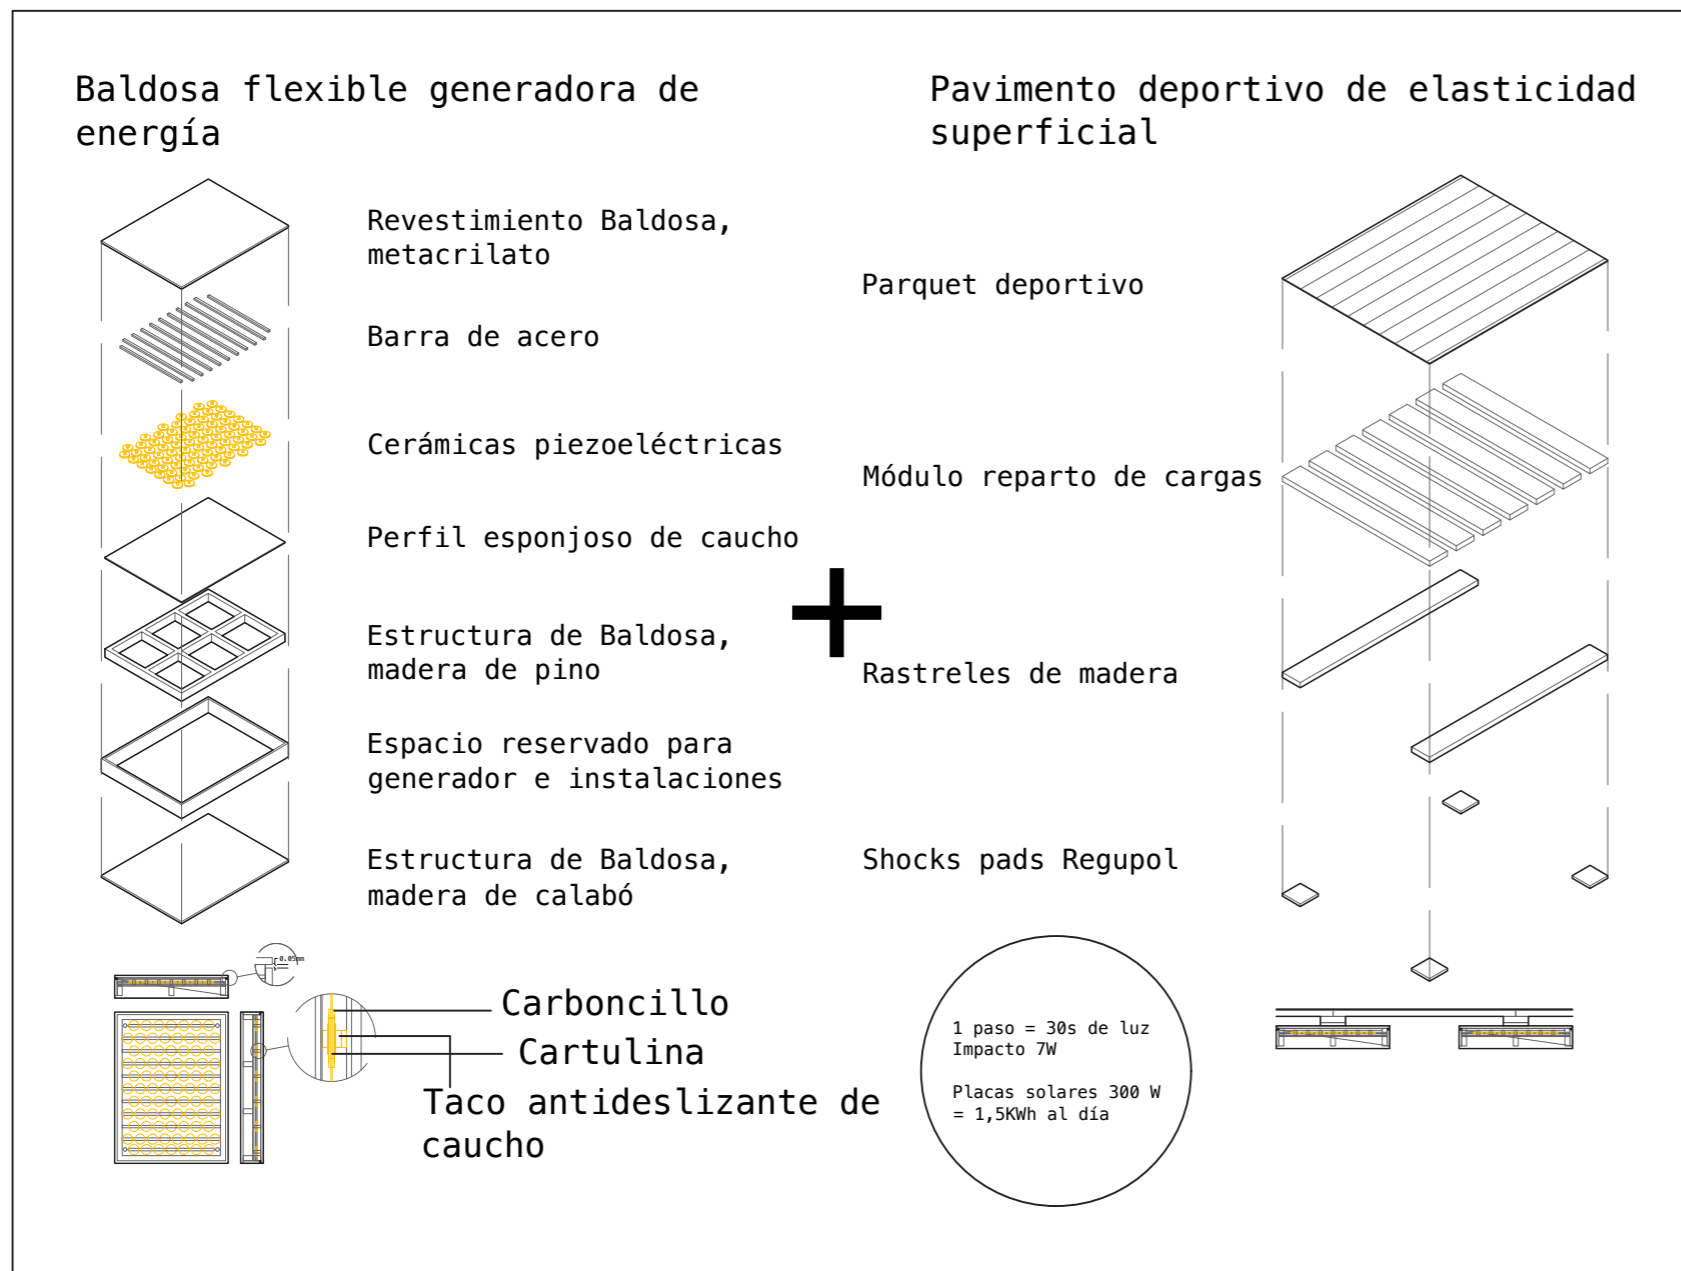 Baldosa flexible generadora de
energía
Revestimiento Baldosa,
metacrilato
Barra de acero
Cerámicas piezoeléctricas
Perfil esponjoso de caucho
Estructura de Baldosa,
madera de pino
Espacio reservado para
generador e instalaciones
Estructura de Baldosa,
madera de calabó
0.05mm
Carboncillo
Cartulina
Taco antideslizante de
caucho
Pavimento deportivo de elasticidad
superficial
Parquet deportivo
Módulo reparto de cargas
Rastreles de madera
Shocks pads Regupol
1 paso = 30s de luz
Impacto 7W
Placas solares 300 W
= 1,5KWh al día